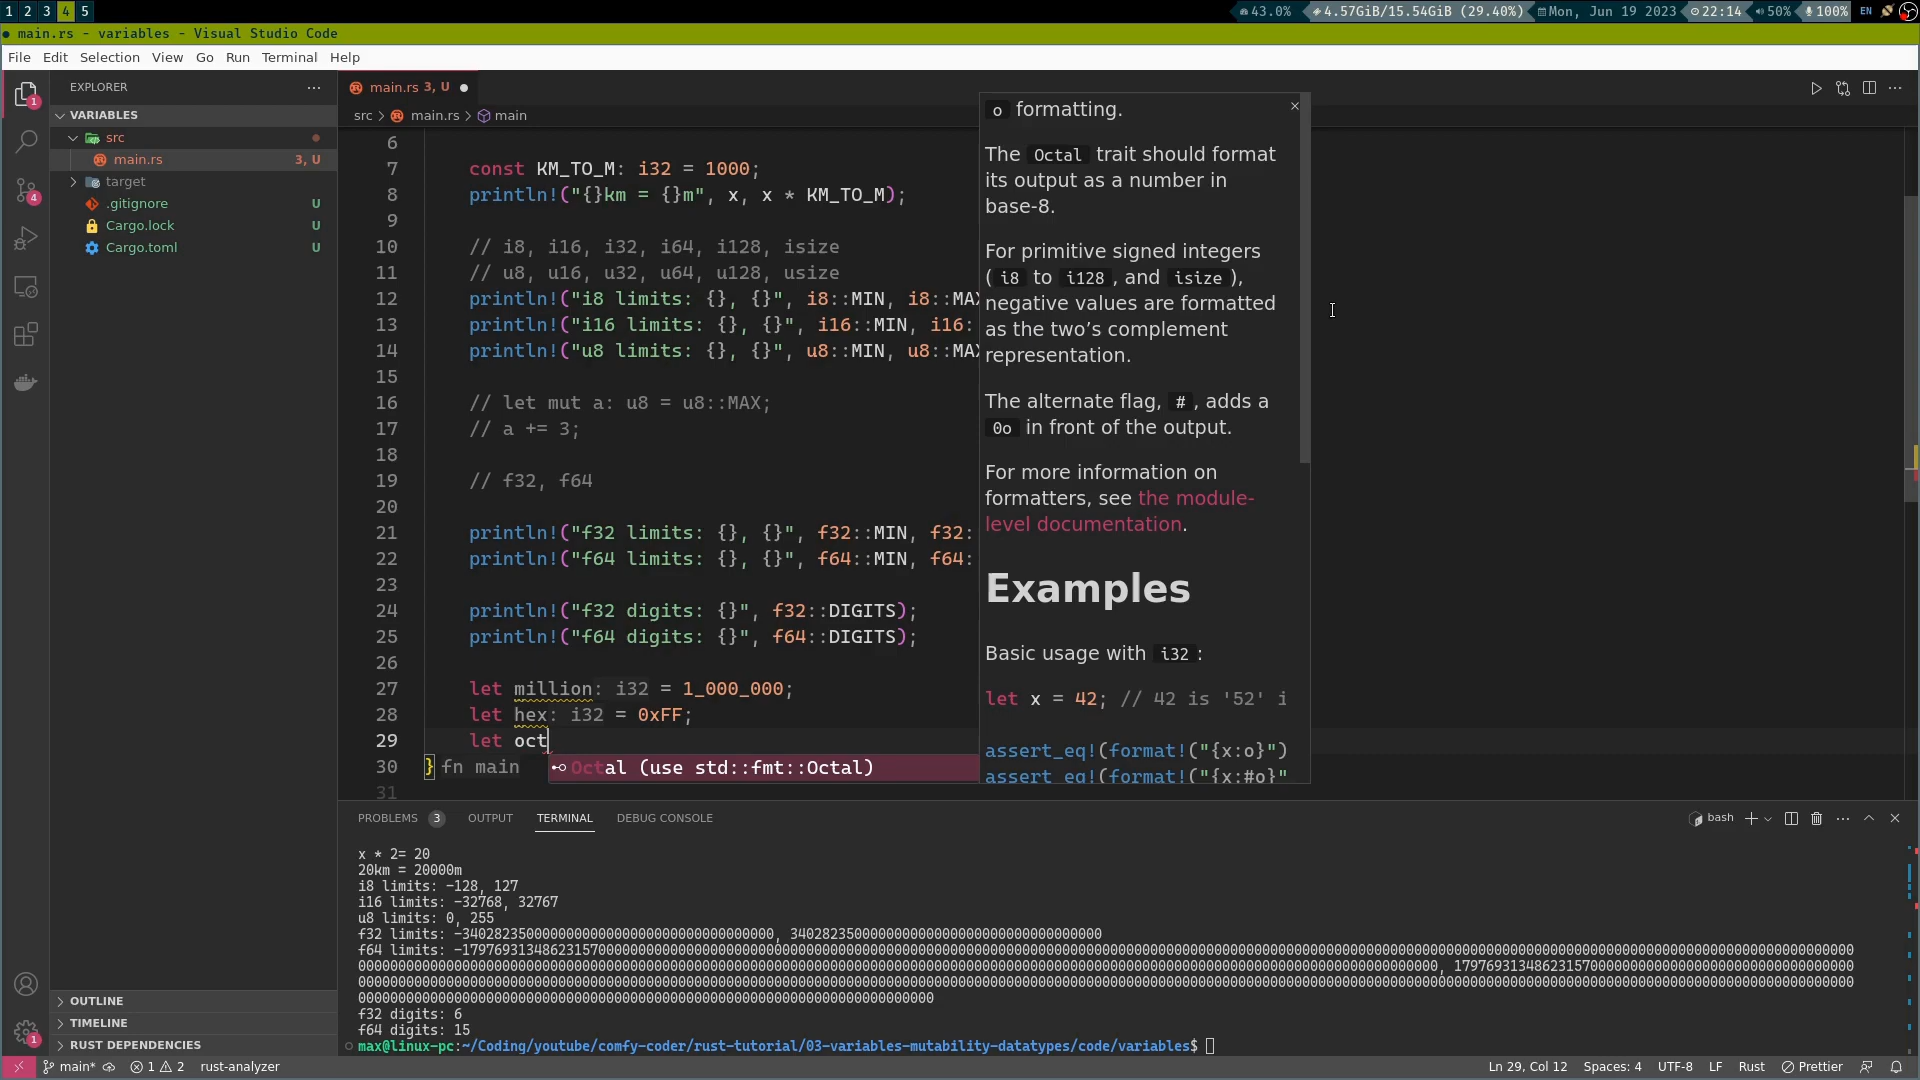 1 2 3 4 5
43.0% 4.57GiB/15.54GiB (29.40%) Mon, Jun 19 2023 22:14 50% 100% EN
main.rs - variables - Visual Studio Code
File Edit Selection View Go Run Terminal Help
EXPLORER
VARIABLES
src
main.rs 3, U
target
.gitignore U
Cargo.lock U
Cargo.toml U
OUTLINE
TIMELINE
RUST DEPENDENCIES
1
4
1
main.rs 3, U
src > main.rs > main
6
7 const KM_TO_M: i32 = 1000;
8 println!("{}km = {}m", x, x * KM_TO_M);
9
10 // i8, i16, i32, i64, i128, isize
11 // u8, u16, u32, u64, u128, usize
12 println!("i8 limits: {}, {}", i8::MIN, i8::MAX
13 println!("i16 limits: {}, {}", i16::MIN, i16:
14 println!("u8 limits: {}, {}", u8::MIN, u8::MAX
15
16 // let mut a: u8 = u8::MAX;
17 // a += 3;
18
19 // f32, f64
20
21 println!("f32 limits: {}, {}", f32::MIN, f32:
22 println!("f64 limits: {}, {}", f64::MIN, f64:
23
24 println!("f32 digits: {}", f32::DIGITS);
25 println!("f64 digits: {}", f64::DIGITS);
26
27 let million: i32 = 1_000_000;
28 let hex: i32 = 0xFF;
29 let oct
30 } fn main
31
Octal (use std::fmt::Octal)
o formatting.
The Octal trait should format
its output as a number in
base-8.
For primitive signed integers
( i8 to i128 , and isize ),
negative values are formatted
as the two’s complement
representation.
The alternate flag, # , adds a
0o in front of the output.
For more information on
formatters, see the module-
level documentation.
Examples
Basic usage with i32 :
let x = 42; // 42 is '52' i
assert_eq!(format!("{x:o}")
assert_eq!(format!("{x:#o}"
PROBLEMS 3 OUTPUT TERMINAL DEBUG CONSOLE
bash
x * 2= 20
20km = 20000m
i8 limits: -128, 127
i16 limits: -32768, 32767
u8 limits: 0, 255
f32 limits: -340282350000000000000000000000000000000, 340282350000000000000000000000000000000
f64 limits:
f32 digits: 6
f64 digits: 15
max@linux-pc:~/Coding/youtube/comfy-coder/rust-tutorial/03-variables-mutability-datatypes/code/variables$
main* 1 2 rust-analyzer
Ln 29, Col 12 Spaces: 4 UTF-8 LF Rust Prettier